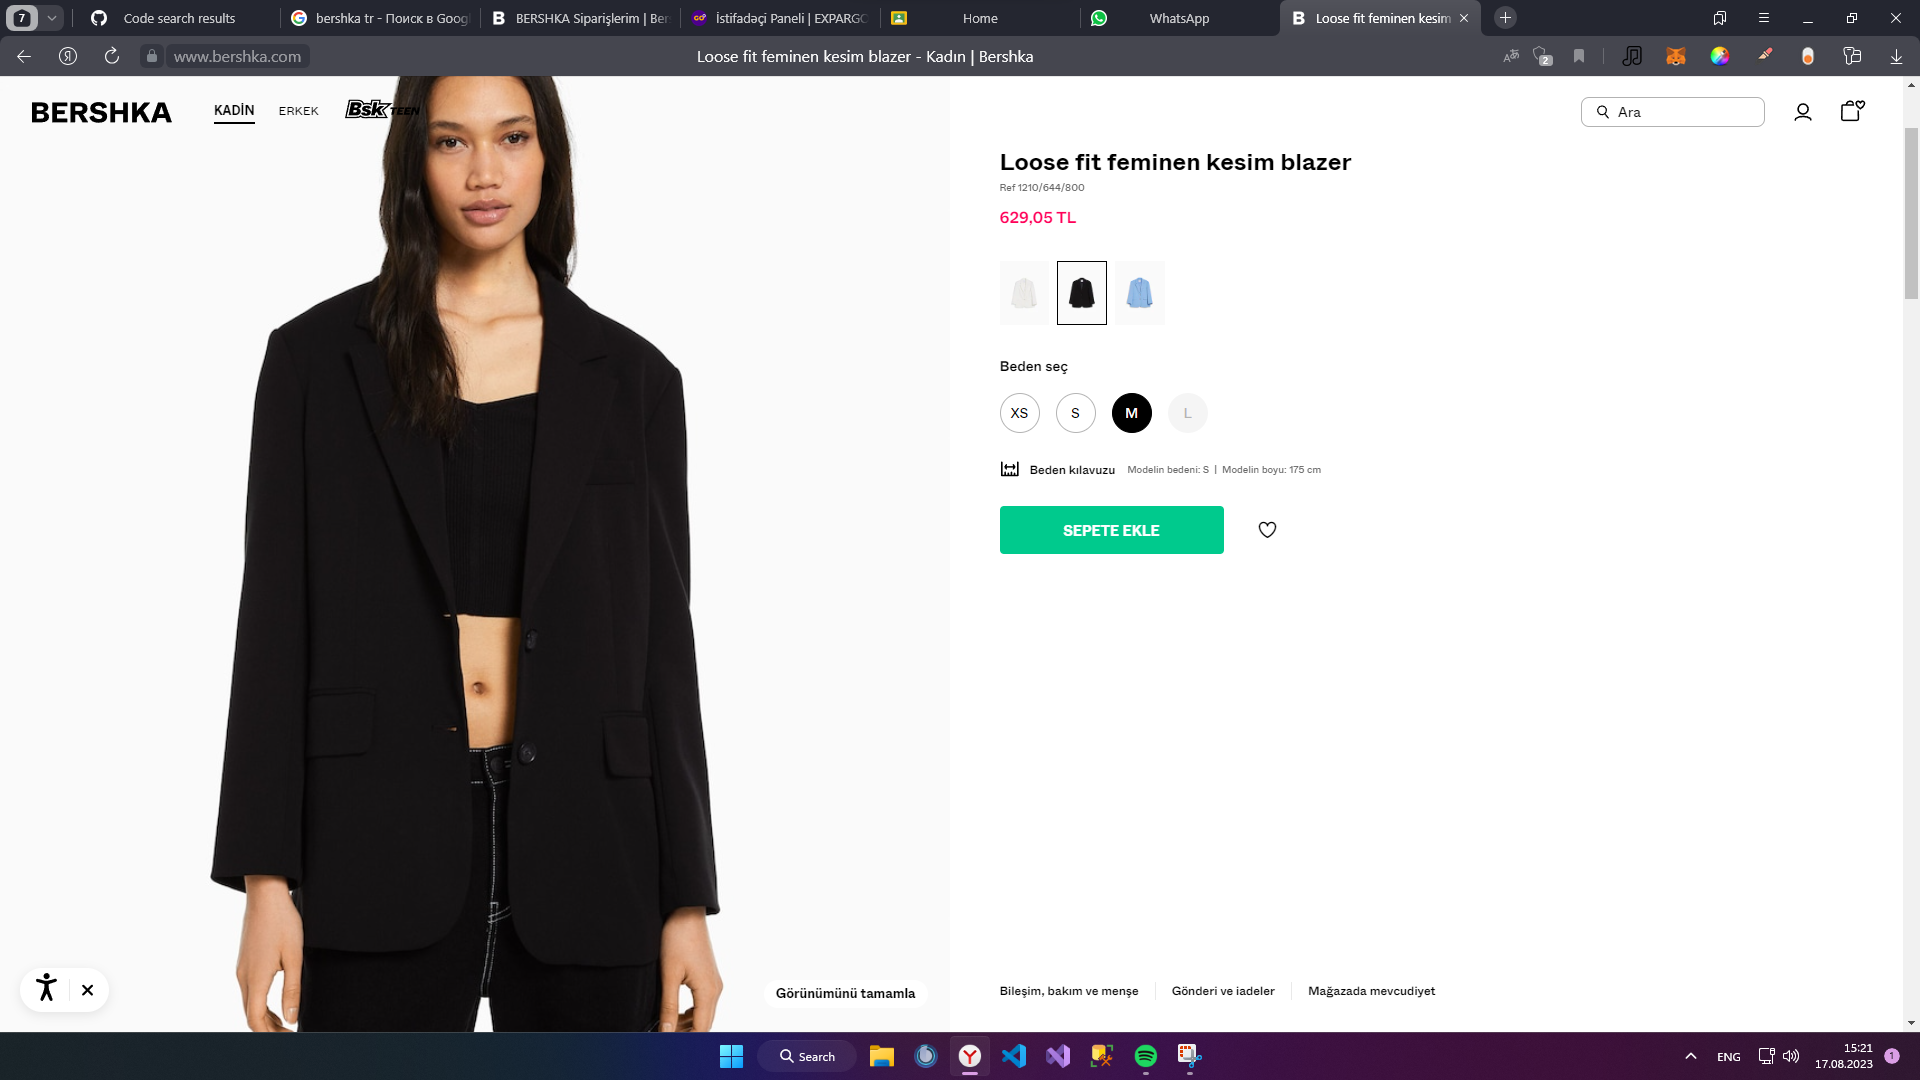 7
Code search results
bershka tr - Поиск в Goog
BERSHKA Siparişlerim | Ber
İstifadəçi Paneli | EXPARGO
Home
WhatsApp
Loose fit feminen kesim
www.bershka.com
Loose fit feminen kesim blazer - Kadın | Bershka
2
BERSHKA
KADIN
ERKEK
Bsk TEEN
Ara
Loose fit feminen kesim blazer
Ref 1210/644/800
629,05 TL
Beden seç
XS
S
M
L
Beden kılavuzu
Modelin bedeni: S | Modelin boyu: 175 cm
SEPETE EKLE
Görünümünü tamamla
Bileşim, bakım ve menşe
Gönderi ve iadeler
Mağazada mevcudiyet
Search
ENG
15:21
17.08.2023
1